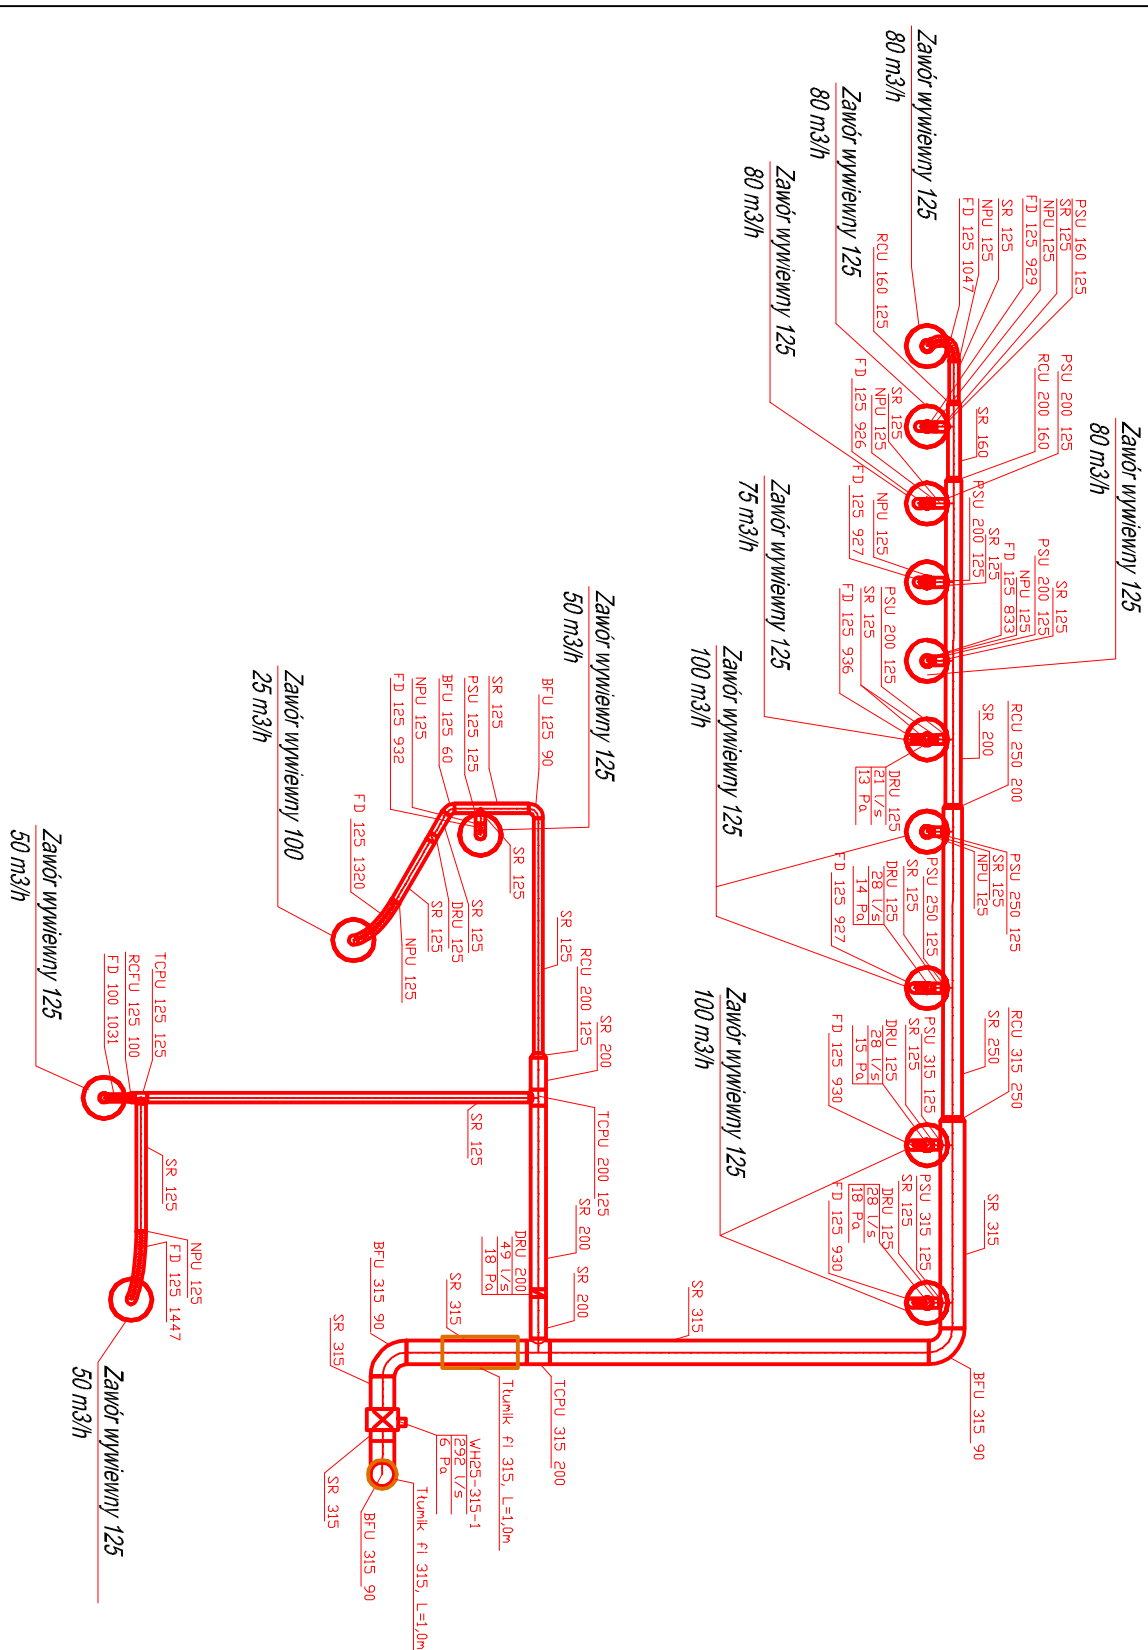 Zawór wywiewny 125
80 m3/h
Zawór wywiewny 125
80 m3/h
Zawór wywiewny 125
80 m3/h
Zawór wywiewny 125
80 m3/h
Zawór wywiewny 125
75 m3/h
Zawór wywiewny 125
100 m3/h
Zawór wywiewny 125
100 m3/h
PSU 160 125
SR 125
NPU 125
FD 125 929
SR 125
NPU 125
FD 125 1047
RCU 160 125
PSU 200 125
RCU 200 160
SR 160
SR 125
NPU 125
FD 125 926
PSU 200 125
SR 125
NPU 125
FD 125 927
SR 125
PSU 200 125
NPU 125
FD 125 833
PSU 200 125
SR 125
FD 125 936
DRU 125
21 l/s
13 Pa
RCU 250 200
SR 200
PSU 250 125
SR 125
NPU 125
PSU 250 125
SR 125
DRU 125
28 l/s
14 Pa
FD 125 927
RCU 315 250
SR 250
PSU 315 125
SR 125
DRU 125
28 l/s
15 Pa
FD 125 930
SR 315
PSU 315 125
SR 125
DRU 125
28 l/s
18 Pa
FD 125 930
BFU 315 90
SR 315
Zawór wywiewny 125
50 m3/h
Zawór wywiewny 100
25 m3/h
BFU 125 90
SR 125
PSU 125 125
BFU 125 60
NPU 125
FD 125 932
SR 125
SR 125
DRU 125
SR 125
NPU 125
FD 125 1320
SR 125
RCU 200 125
SR 200
TCPU 200 125
SR 125
SR 200
DRU 200
49 l/s
18 Pa
SR 200
TCPU 315 200
Zawór wywiewny 125
50 m3/h
TCPU 125 125
RCFU 125 100
FD 100 1031
SR 125
NPU 125
FD 125 1447
Zawór wywiewny 125
50 m3/h
SR 315
BFU 315 90
SR 315
Tłumik fi 315, L=1,0m
WH25-315-1
292 l/s
6 Pa
SR 315
BFU 315 90
Tłumik fi 315, L=1,0m